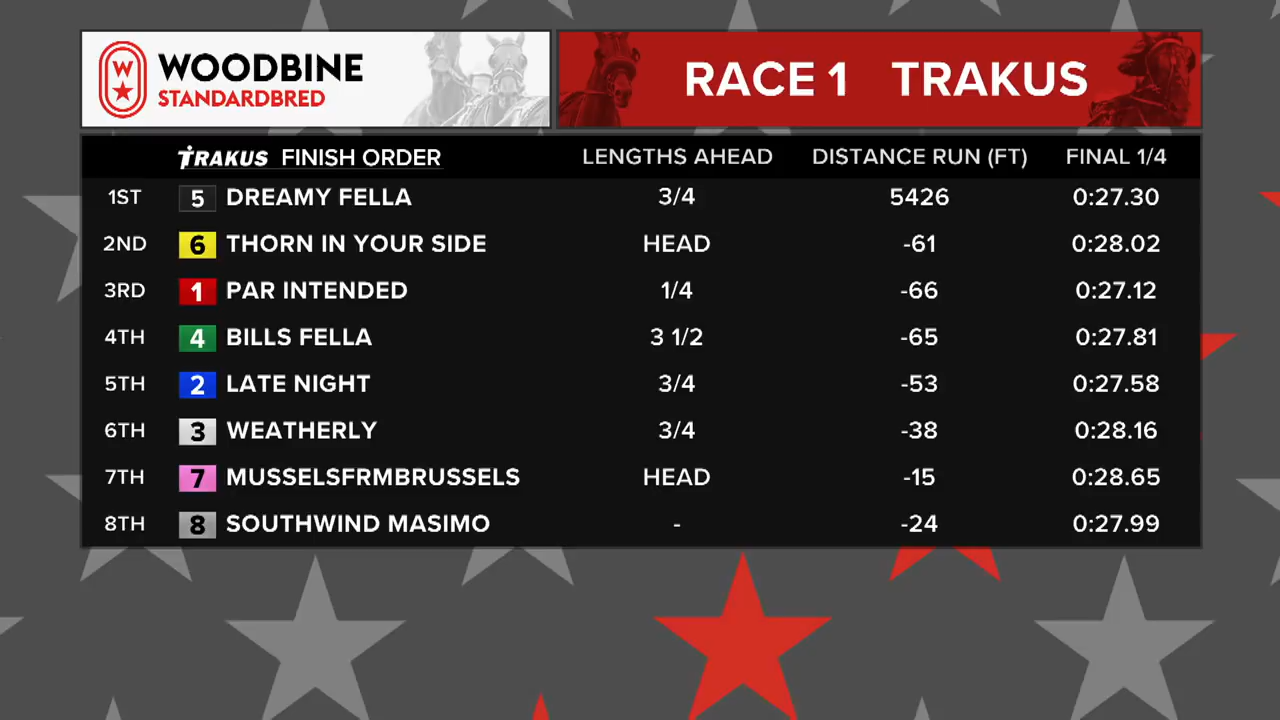 W
WOODBINE
STANDARDBRED
RACE 1 TRAKUS
TRAKUS FINISH ORDER LENGTHS AHEAD DISTANCE RUN (FT) FINAL 1/4
1ST 5 DREAMY FELLA 3/4 5426 0:27.30
2ND 6 THORN IN YOUR SIDE HEAD -61 0:28.02
3RD 1 PAR INTENDED 1/4 -66 0:27.12
4TH 4 BILLS FELLA 3 1/2 -65 0:27.81
5TH 2 LATE NIGHT 3/4 -53 0:27.58
6TH 3 WEATHERLY 3/4 -38 0:28.16
7TH 7 MUSSELSFRMBRUSSELS HEAD -15 0:28.65
8TH 8 SOUTHWIND MASIMO - -24 0:27.99